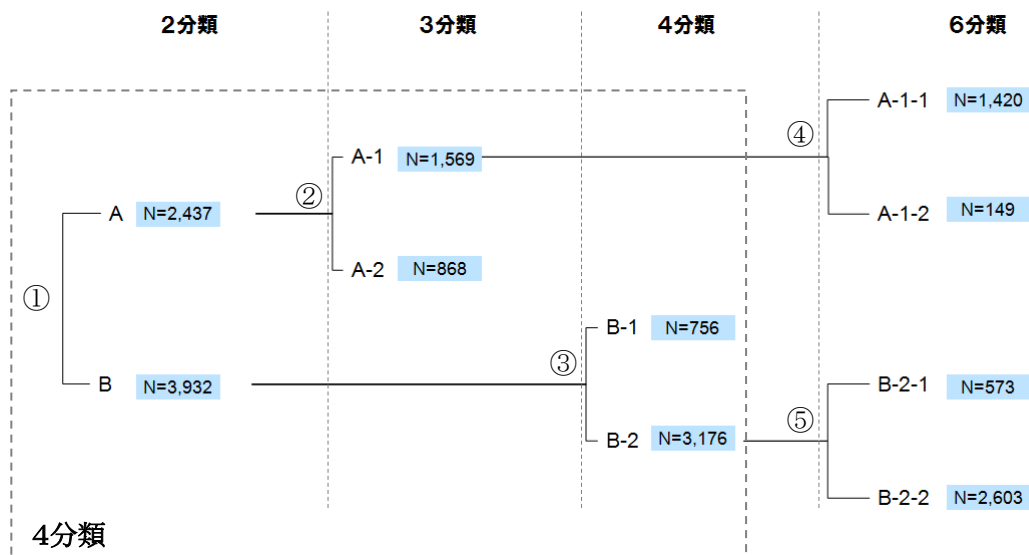 2分類 3分類 4分類 6分類
A-1-1 N=1,420
④
A-1 N=1,569
②
A N=2,437
A-1-2 N=149
A-2 N=868
①
B-1 N=756
③
B N=3,932
B-2-1 N=573
⑤
B-2 N=3,176
B-2-2 N=2,603
4分類